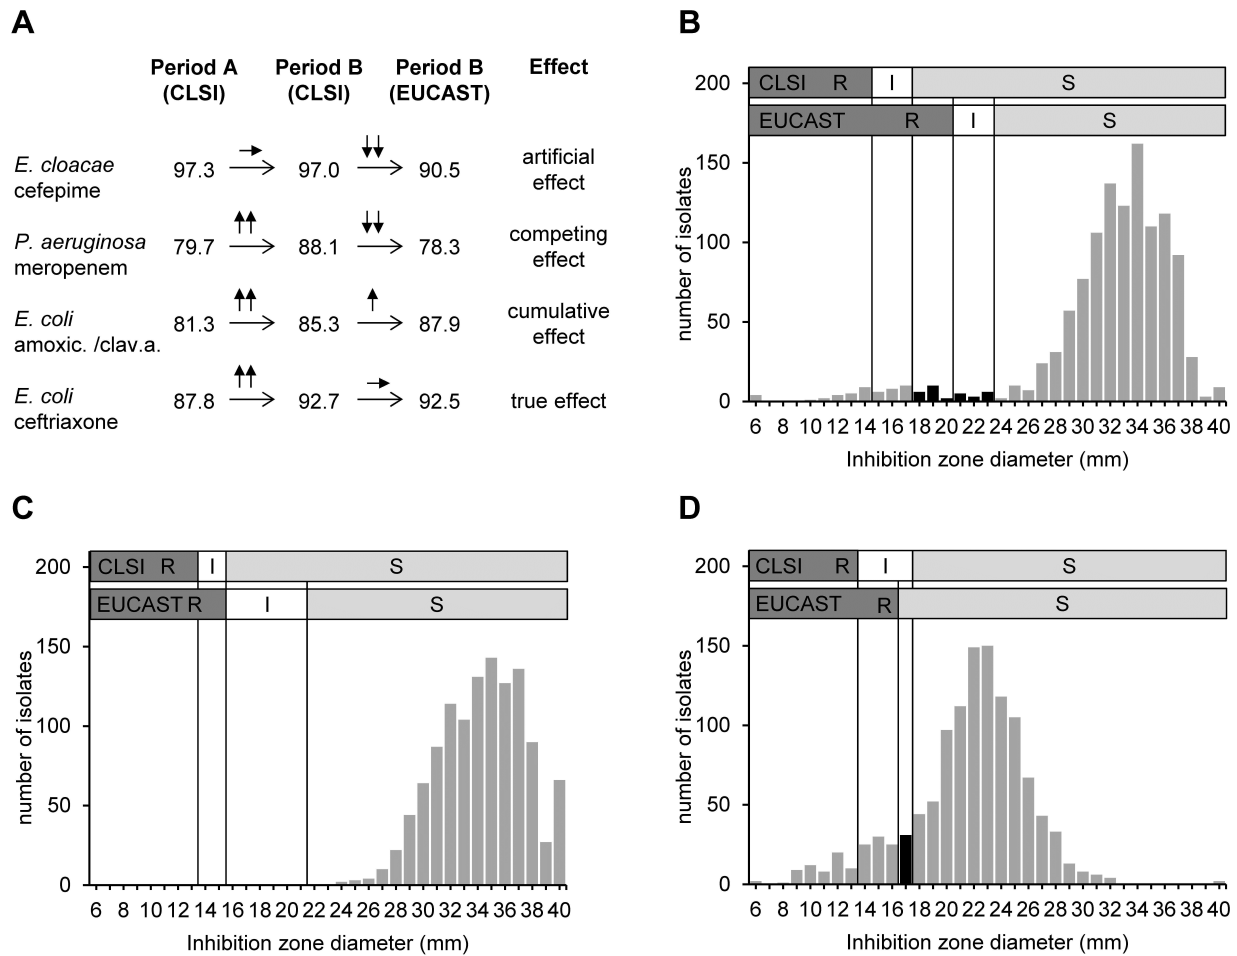 A
Period A Period B Period B Effect
(CLSI) (CLSI) (EUCAST)
E. cloacae
cefepime
97.3 97.0 90.5
artificial
effect
P. aeruginosa
meropenem
79.7 88.1 78.3
competing
effect
E. coli
amoxic. /clav.a.
81.3 85.3 87.9
cumulative
effect
E. coli
ceftriaxone
87.8 92.7 92.5 true effect
B
CLSI R I S
EUCAST R I S
number of isolates
200
150
100
50
0
6 8 10 12 14 16 18 20 22 24 26 28 30 32 34 36 38 40
Inhibition zone diameter (mm)
C
CLSI R I S
EUCAST R I S
number of isolates
200
150
100
50
0
6 8 10 12 14 16 18 20 22 24 26 28 30 32 34 36 38 40
Inhibition zone diameter (mm)
D
CLSI R I S
EUCAST R S
number of isolates
200
150
100
50
0
6 8 10 12 14 16 18 20 22 24 26 28 30 32 34 36 38 40
Inhibition zone diameter (mm)